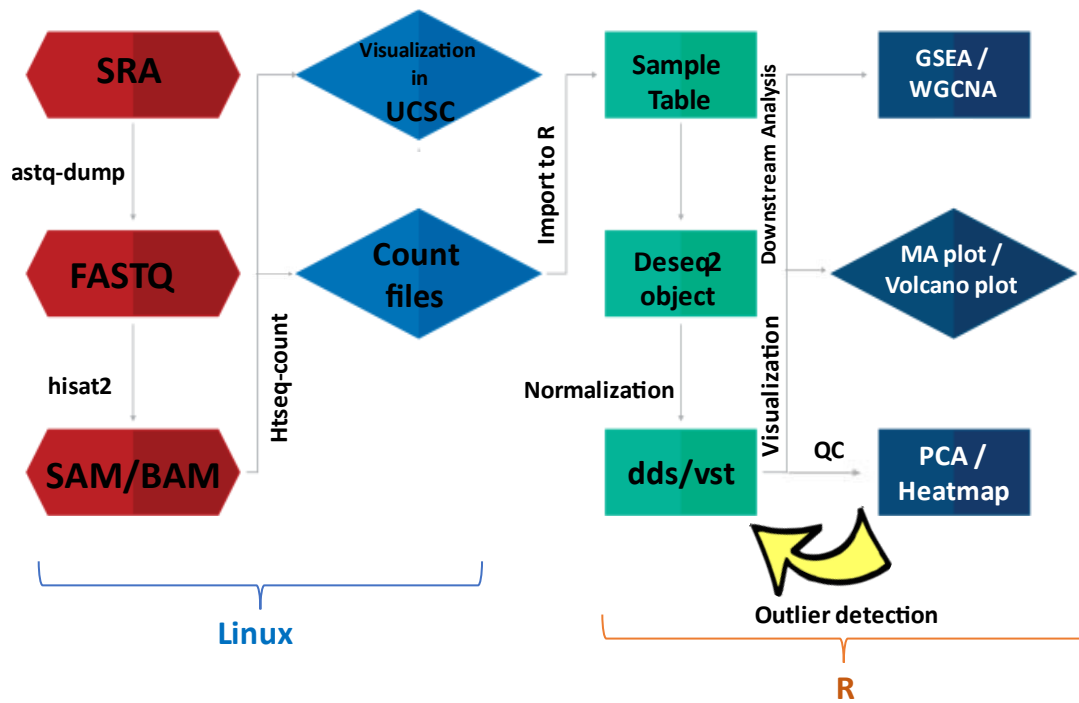 SRA
astq-dump
FASTQ
hisat2
SAM/BAM
Htseq-count
Visualization
in
UCSC
Count
files
Linux
Import to R
Sample
Table
Deseq2
object
Normalization
dds/vst
Downstream Analysis
Visualization
QC
GSEA /
WGCNA
MA plot /
Volcano plot
PCA /
Heatmap
Outlier detection
R